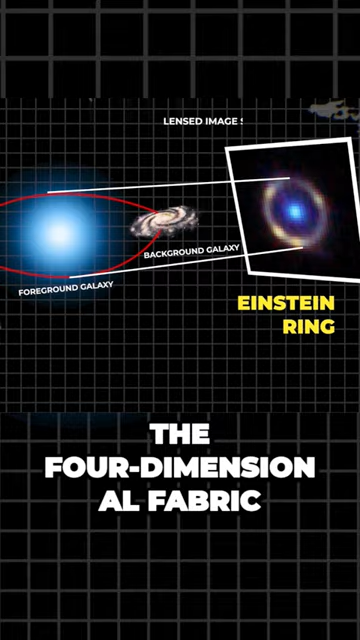 LENSED IMAGE
BACKGROUND GALAXY
FOREGROUND GALAXY
EINSTEIN
RING
THE
FOUR-DIMENSION
AL FABRIC